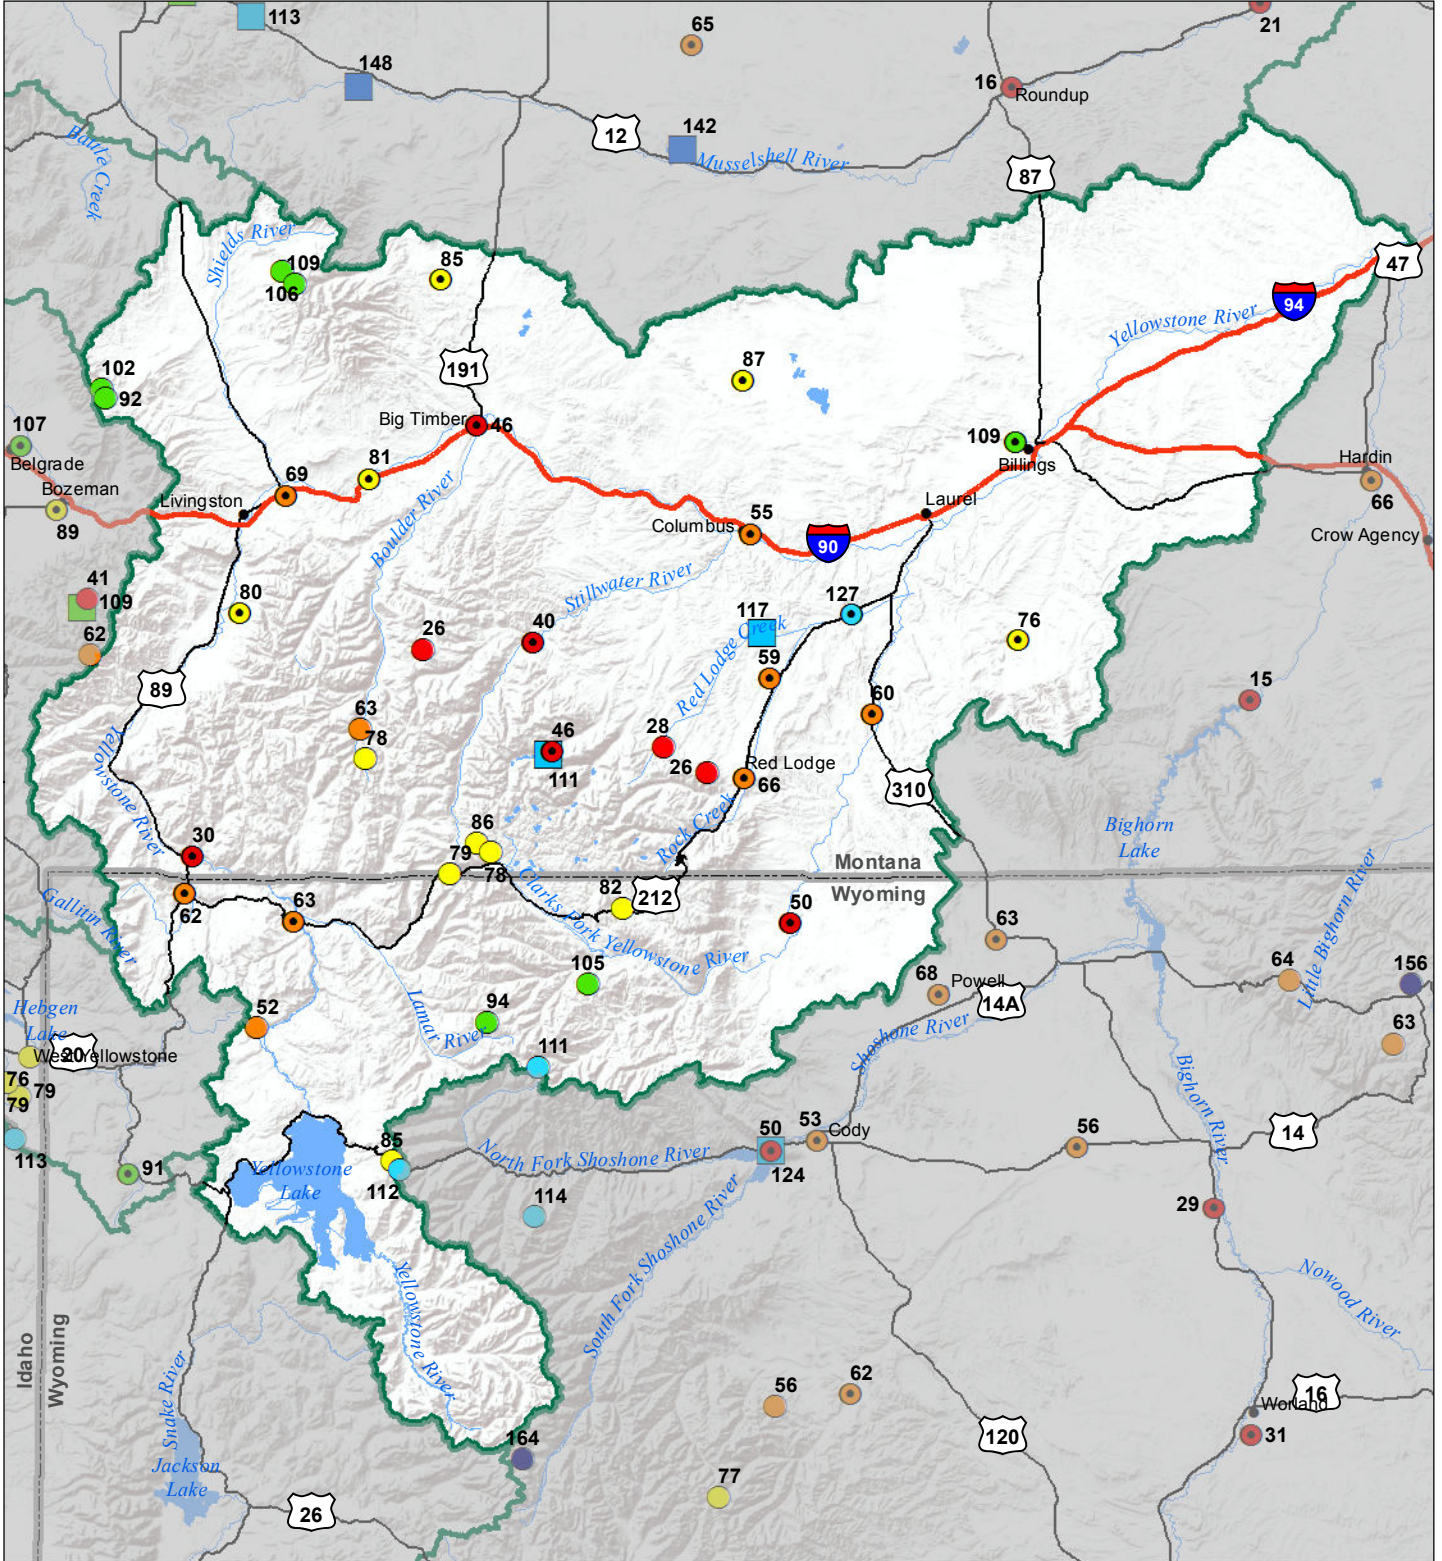 113
65
21
148
16
Roundup
12
142
Musselshell River
Battle Creek
87
Shields River
109
106
85
47
94
Yellowstone River
191
87
102
92
Big Timber
46
107
Belgrade
109
Billings
Hardin
66
81
69
Livingston
Bozeman
89
Boulder River
Laurel
55
Columbus
90
Crow Agency
Stillwater River
41
109
80
62
26
40
117
127
Red Lodge Creek
76
59
89
15
60
63
78
46
111
28
26
Red Lodge
66
310
Yellowstone River
Bighorn
Lake
86
79
78
Rock Creek
30
Montana
Wyoming
212
82
Clarks Fork Yellowstone River
62
63
50
Gallitin River
63
Little Bighorn River
64
156
68
Powell
14A
105
94
Lamar River
Hebgen
Lake
52
Shoshone River
63
20
West Yellowstone
76
79
79
111
Bighorn River
113
91
85
112
Yellowstone
Lake
North Fork Shoshone River
50
124
53
Cody
56
14
114
29
South Fork Shoshone River
Yellowstone River
Nowood River
Idaho
Wyoming
Snake River
56
62
16
Worland
31
120
164
77
Jackson
Lake
26